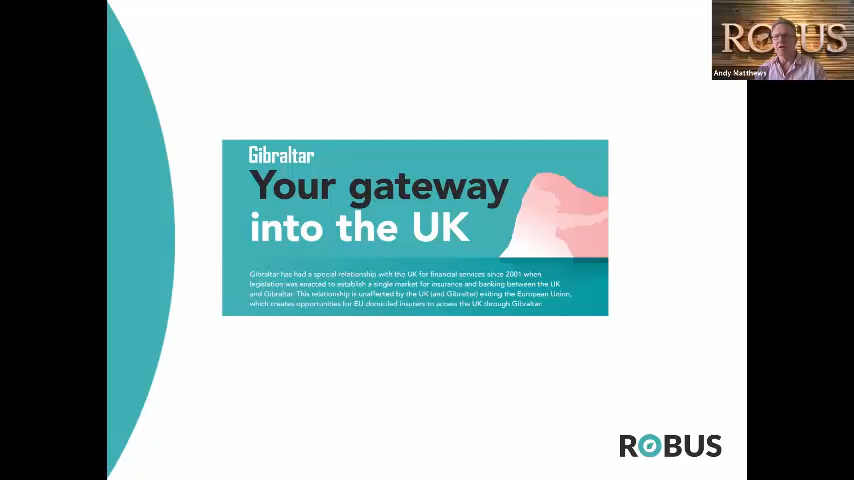 ROBUS
Andy Matthews
Gibraltar
Your gateway
into the UK
Gibraltar has had a special relationship with the UK for financial services since 2001 when
legislation was enacted to establish a single market for insurance and banking between the UK
and Gibraltar. This relationship is unaffected by the UK (and Gibraltar) exiting the European Union,
which creates opportunities for EU domiciled insurers to access the UK through Gibraltar.
ROBUS